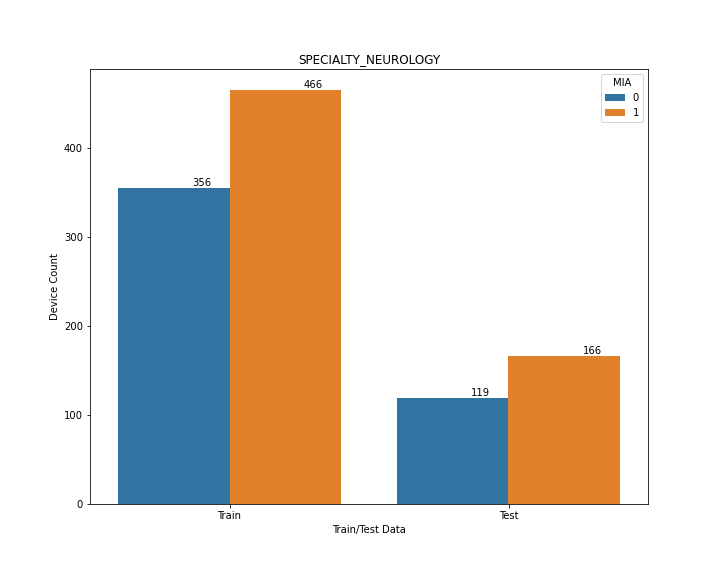 SPECIALTY_NEUROLOGY
MIA
0
1
466
356
166
119
400
300
200
100
0
Device Count
Train
Test
Train/Test Data